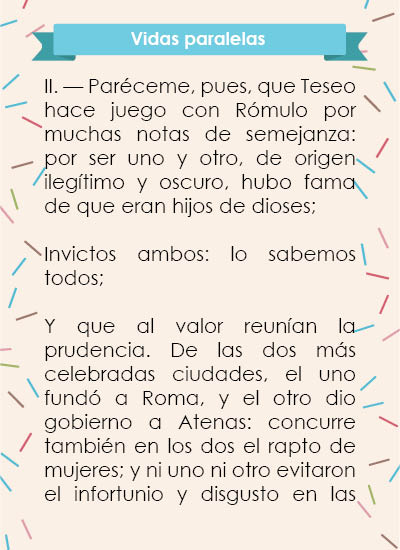 Vidas paralelas
II. — Paréceme, pues, que Teseo
hace juego con Rómulo por
muchas notas de semejanza:
por ser uno y otro, de origen
ilegítimo y oscuro, hubo fama
de que eran hijos de dioses;
Invictos ambos: lo sabemos
todos;
Y que al valor reunían la
prudencia. De las dos más
celebradas ciudades, el uno
fundó a Roma, y el otro dio
gobierno a Atenas: concurre
también en los dos el rapto de
mujeres; y ni uno ni otro evitaron
el infortunio y disgusto en las